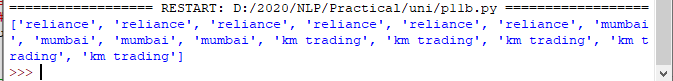 ================= RESTART: D:/2020/NLP/Practical/uni/p11b.py =================
['reliance', 'reliance', 'reliance', 'reliance', 'reliance', 'reliance', 'mumbai
', 'mumbai', 'mumbai', 'mumbai', 'km trading', 'km trading', 'km trading', 'km t
rading', 'km trading']
>>>